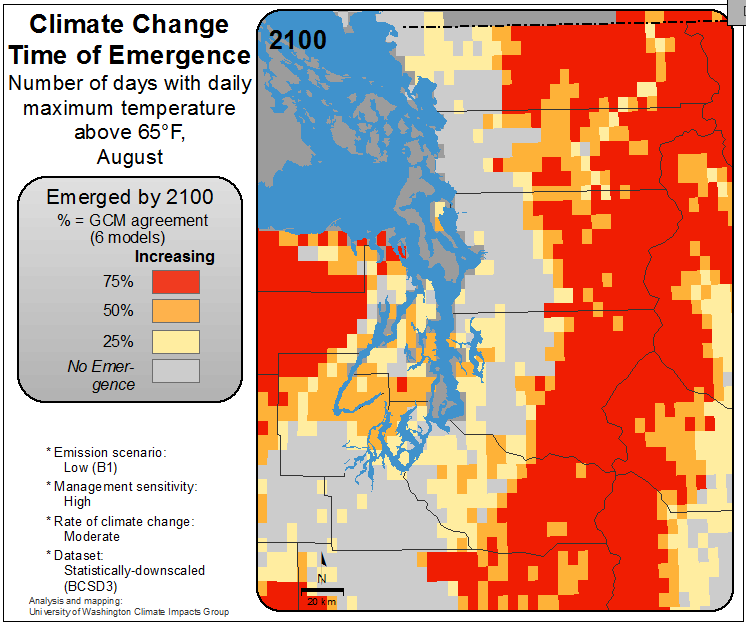 Climate Change
Time of Emergence
Number of days with daily
maximum temperature
above 65°F,
August
2100
Emerged by 2100
% = GCM agreement
(6 models)
Increasing
75%
50%
25%
No Emer-
gence
* Emission scenario:
Low (B1)
* Management sensitivity:
High
* Rate of climate change:
Moderate
* Dataset:
Statistically-downscaled
(BCSD3)
Analysis and mapping:
University of Washington Climate Impacts Group
N
20 km